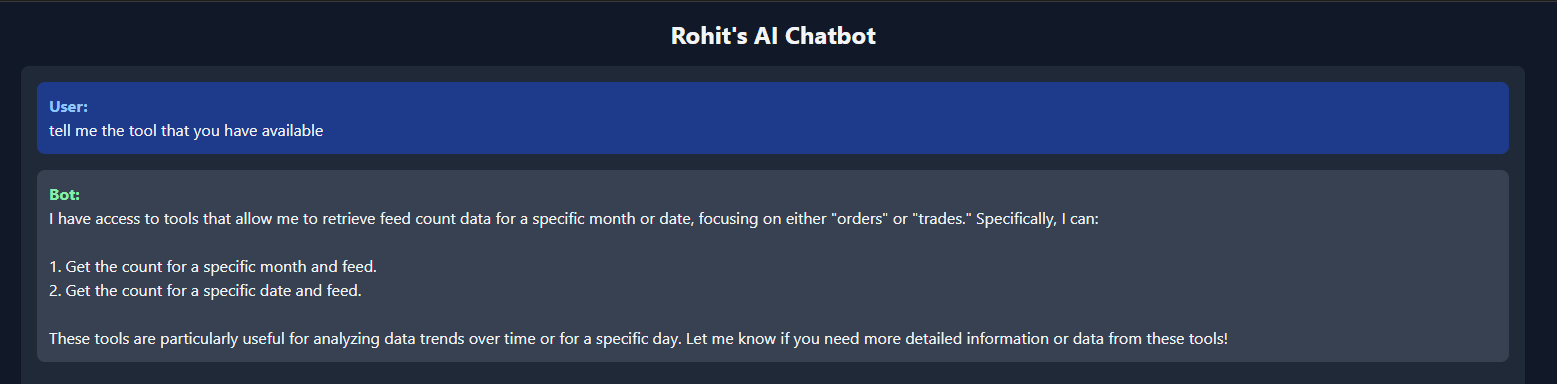 Rohit's AI Chatbot
User:
tell me the tool that you have available
Bot:
I have access to tools that allow me to retrieve feed count data for a specific month or date, focusing on either "orders" or "trades." Specifically, I can:
1. Get the count for a specific month and feed.
2. Get the count for a specific date and feed.
These tools are particularly useful for analyzing data trends over time or for a specific day. Let me know if you need more detailed information or data from these tools!